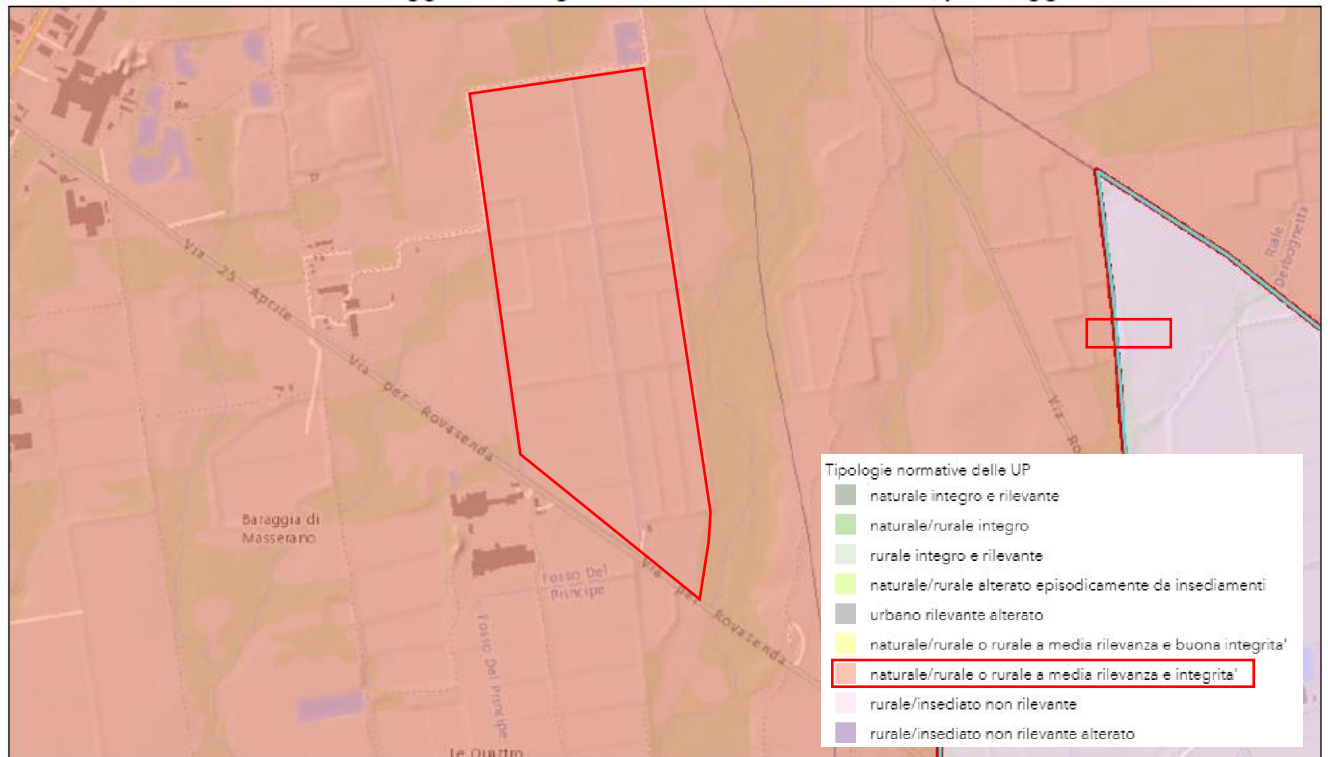 Via 25 Aprile
Via per Rovasenda
Riale
Derbognetta
Via
Baraggia di
Masserano
Fosso Del
Principe
Fosso Del Principe
Via per Rovasenda
Le Quattro
Tipologie normative delle UP
naturale integro e rilevante
naturale/rurale integro
rurale integro e rilevante
naturale/rurale alterato episodicamente da insediamenti
urbano rilevante alterato
naturale/rurale o rurale a media rilevanza e buona integrita'
naturale/rurale o rurale a media rilevanza e integrita'
rurale/insediato non rilevante
rurale/insediato non rilevante alterato